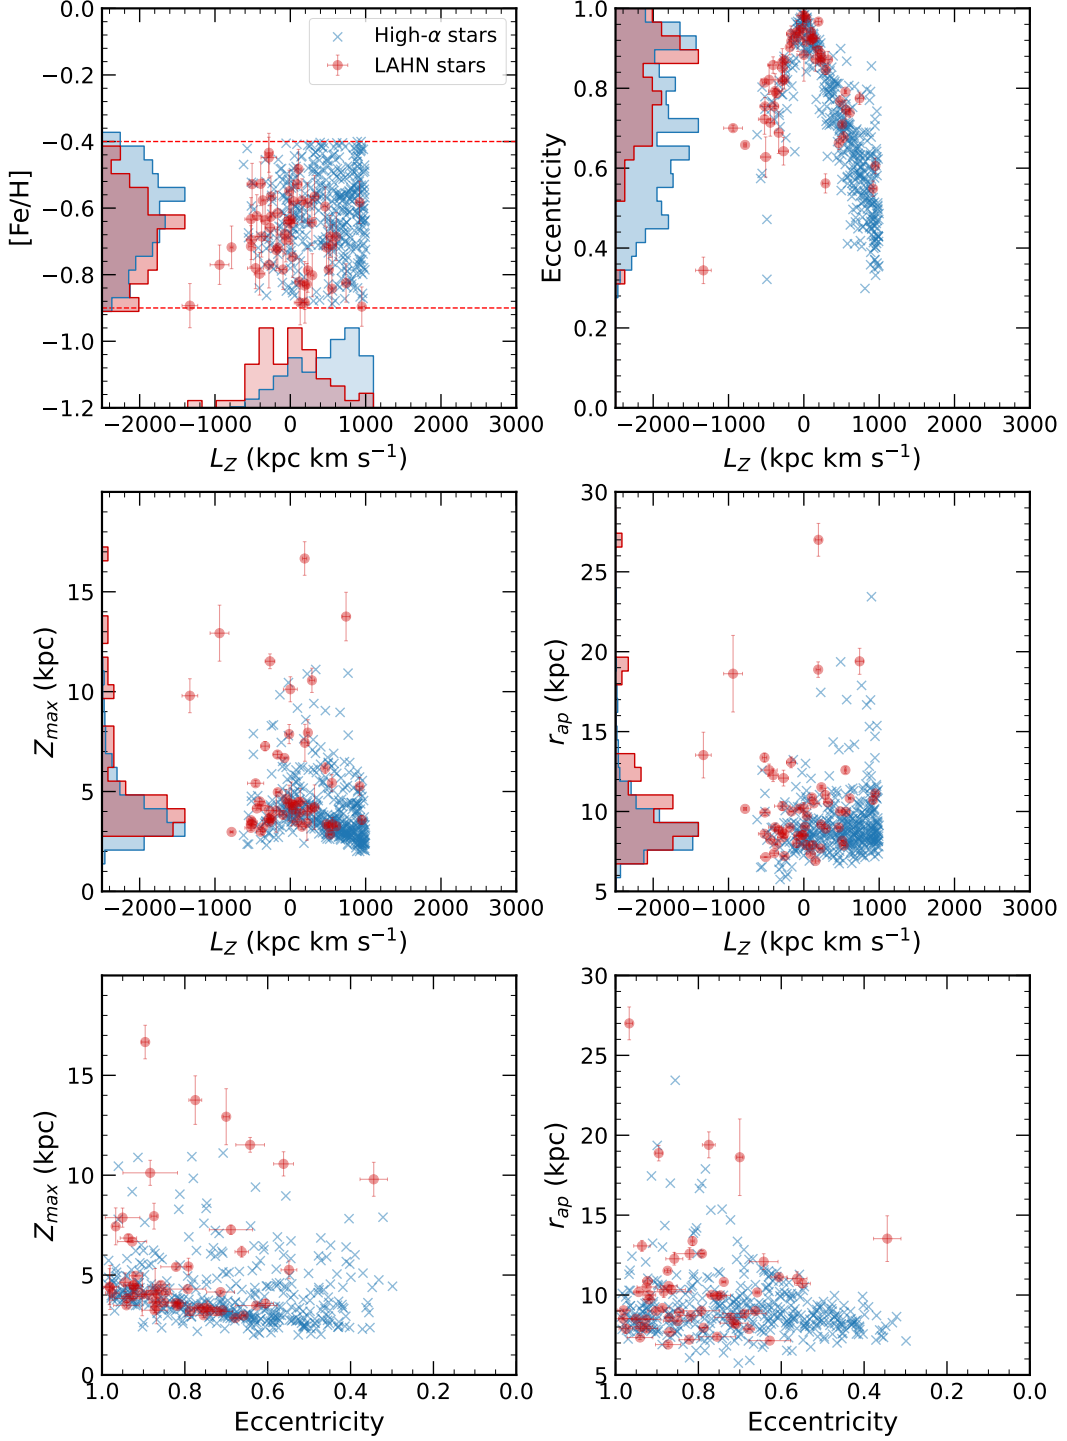 0.0
−0.2
−0.4
−0.6
−0.8
−1.0
−1.2
[Fe/H]
High-α stars
LAHN stars
−2000 −1000 0 1000 2000 3000
L_Z (kpc km s⁻¹)
1.0
0.8
0.6
0.4
0.2
0.0
Eccentricity
−2000 −1000 0 1000 2000 3000
L_Z (kpc km s⁻¹)
15
10
5
0
Z_max (kpc)
−2000 −1000 0 1000 2000 3000
L_Z (kpc km s⁻¹)
30
25
20
15
10
5
r_ap (kpc)
−2000 −1000 0 1000 2000 3000
L_Z (kpc km s⁻¹)
15
10
5
0
Z_max (kpc)
1.0 0.8 0.6 0.4 0.2 0.0
Eccentricity
30
25
20
15
10
5
r_ap (kpc)
1.0 0.8 0.6 0.4 0.2 0.0
Eccentricity